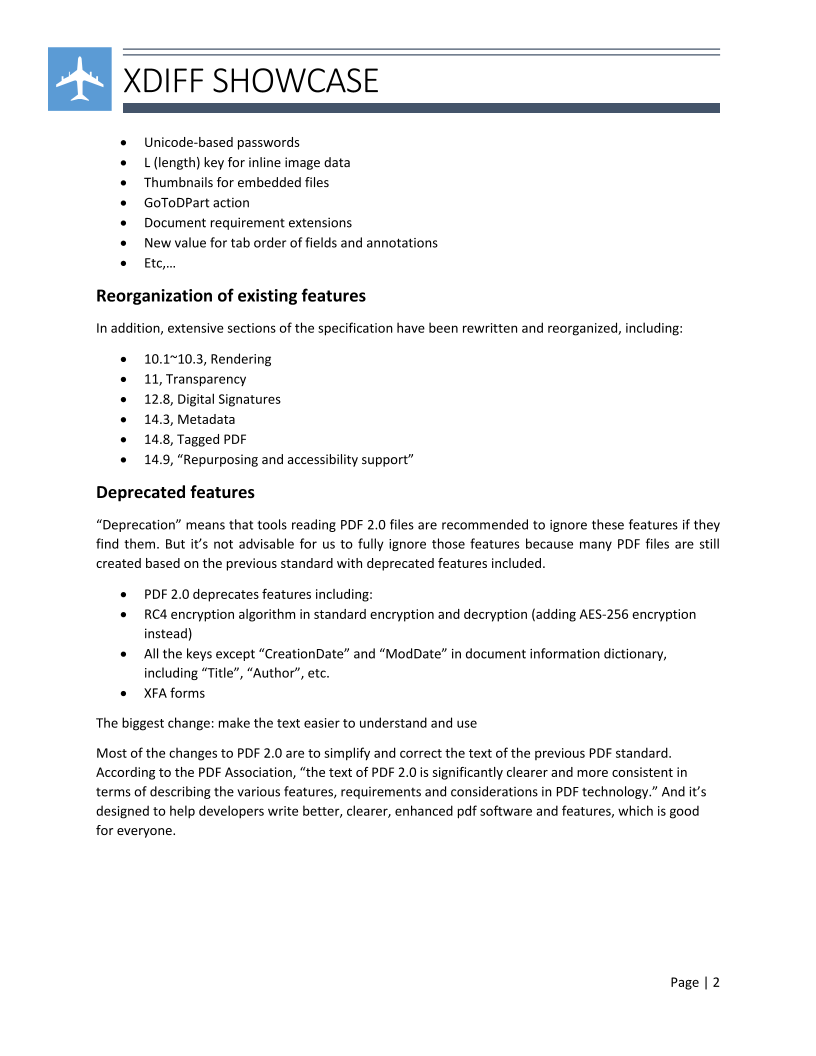 XDIFF SHOWCASE
• Unicode-based passwords
• L (length) key for inline image data
• Thumbnails for embedded files
• GoToDPart action
• Document requirement extensions
• New value for tab order of fields and annotations
• Etc,…
Reorganization of existing features
In addition, extensive sections of the specification have been rewritten and reorganized, including:
• 10.1~10.3, Rendering
• 11, Transparency
• 12.8, Digital Signatures
• 14.3, Metadata
• 14.8, Tagged PDF
• 14.9, “Repurposing and accessibility support”
Deprecated features
“Deprecation” means that tools reading PDF 2.0 files are recommended to ignore these features if they
find them. But it’s not advisable for us to fully ignore those features because many PDF files are still
created based on the previous standard with deprecated features included.
• PDF 2.0 deprecates features including:
• RC4 encryption algorithm in standard encryption and decryption (adding AES-256 encryption
instead)
• All the keys except “CreationDate” and “ModDate” in document information dictionary,
including “Title”, “Author”, etc.
• XFA forms
The biggest change: make the text easier to understand and use
Most of the changes to PDF 2.0 are to simplify and correct the text of the previous PDF standard.
According to the PDF Association, “the text of PDF 2.0 is significantly clearer and more consistent in
terms of describing the various features, requirements and considerations in PDF technology.” And it’s
designed to help developers write better, clearer, enhanced pdf software and features, which is good
for everyone.
Page | 2